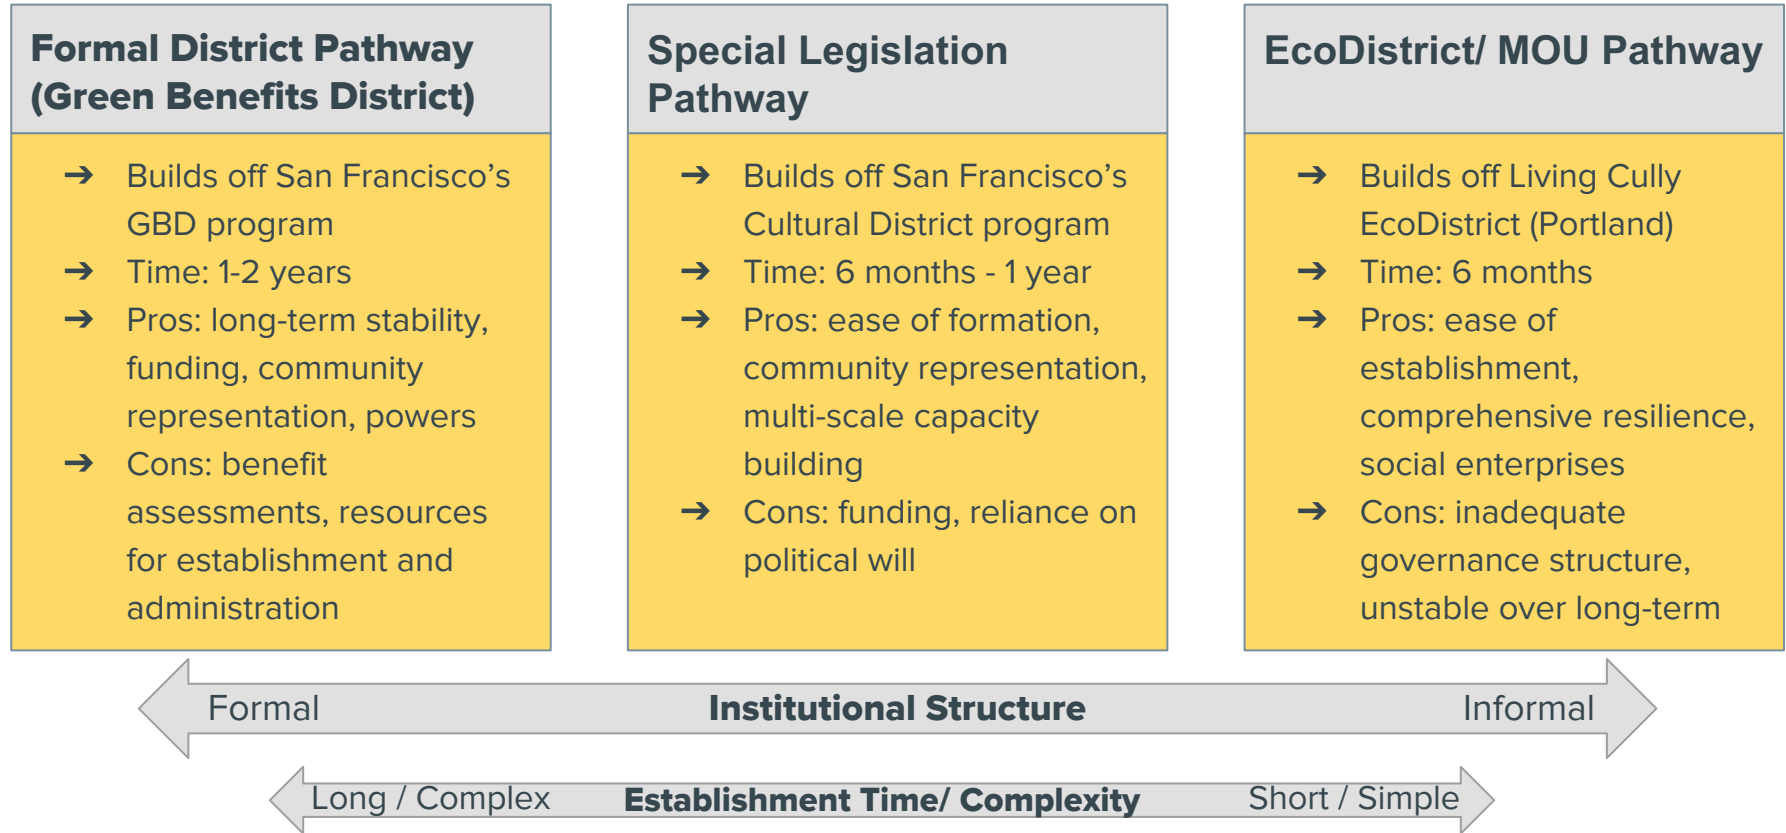 Formal District Pathway
(Green Benefits District)
➔ Builds off San Francisco's
GBD program
➔ Time: 1-2 years
➔ Pros: long-term stability,
funding, community
representation, powers
➔ Cons: benefit
assessments, resources
for establishment and
administration
Special Legislation
Pathway
➔ Builds off San Francisco's
Cultural District program
➔ Time: 6 months - 1 year
➔ Pros: ease of formation,
community representation,
multi-scale capacity
building
➔ Cons: funding, reliance on
political will
EcoDistrict/ MOU Pathway
➔ Builds off Living Cully
EcoDistrict (Portland)
➔ Time: 6 months
➔ Pros: ease of
establishment,
comprehensive resilience,
social enterprises
➔ Cons: inadequate
governance structure,
unstable over long-term
Formal Institutional Structure Informal
Long / Complex Establishment Time/ Complexity Short / Simple